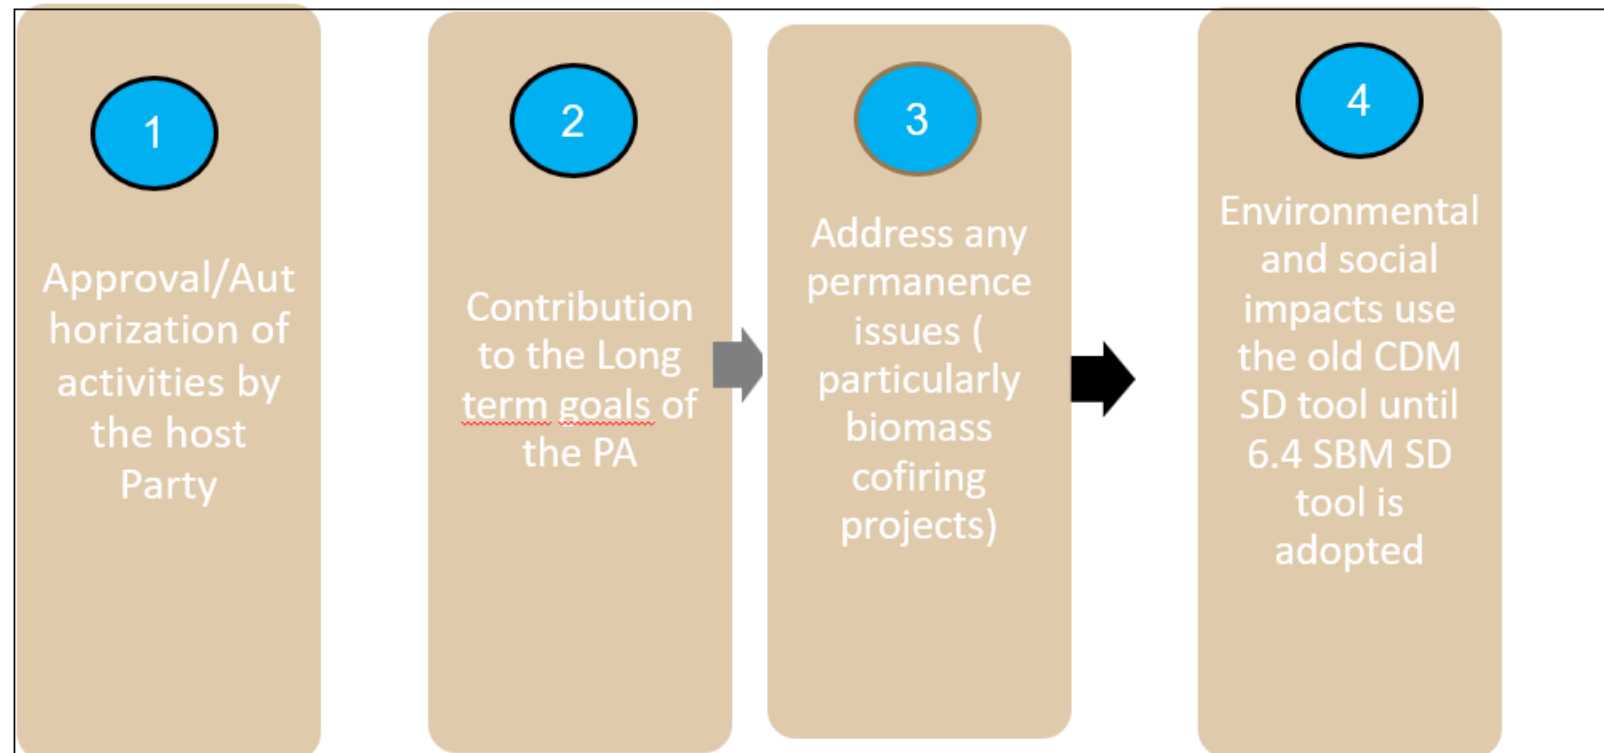 1
Approval/Aut
horization of
activities by
the host
Party
2
Contribution
to the Long
term goals of
the PA
3
Address any
permanence
issues (
particularly
biomass
cofiring
projects)
4
Environmental
and social
impacts use
the old CDM
SD tool until
6.4 SBM SD
tool is
adopted